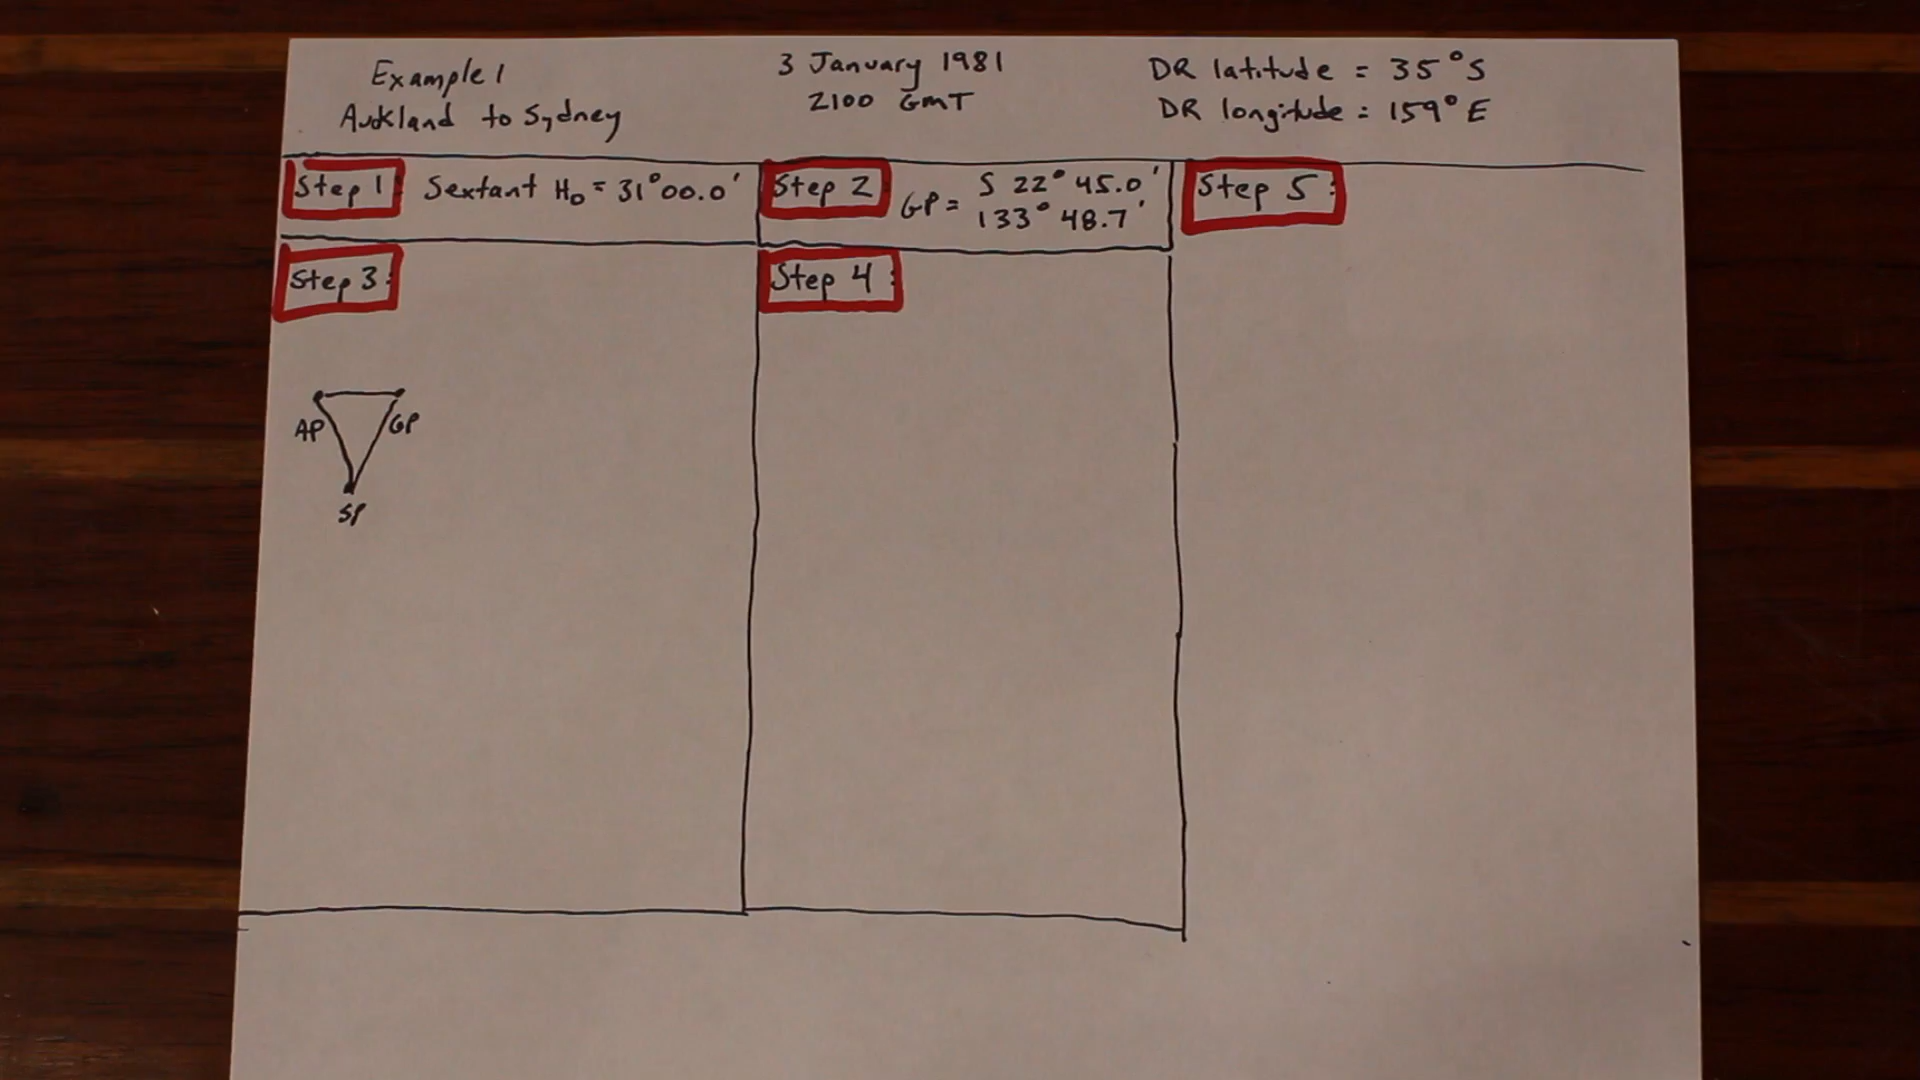 Example 1
Auckland to Sydney
3 January 1981
2100 GMT
DR latitude = 35° S
DR longitude = 159° E
Step 1: Sextant Ho = 31° 00.0'
Step 2: GP = S 22° 45.0'
133° 48.7'
Step 5:
Step 3:
AP GP
SP
Step 4: